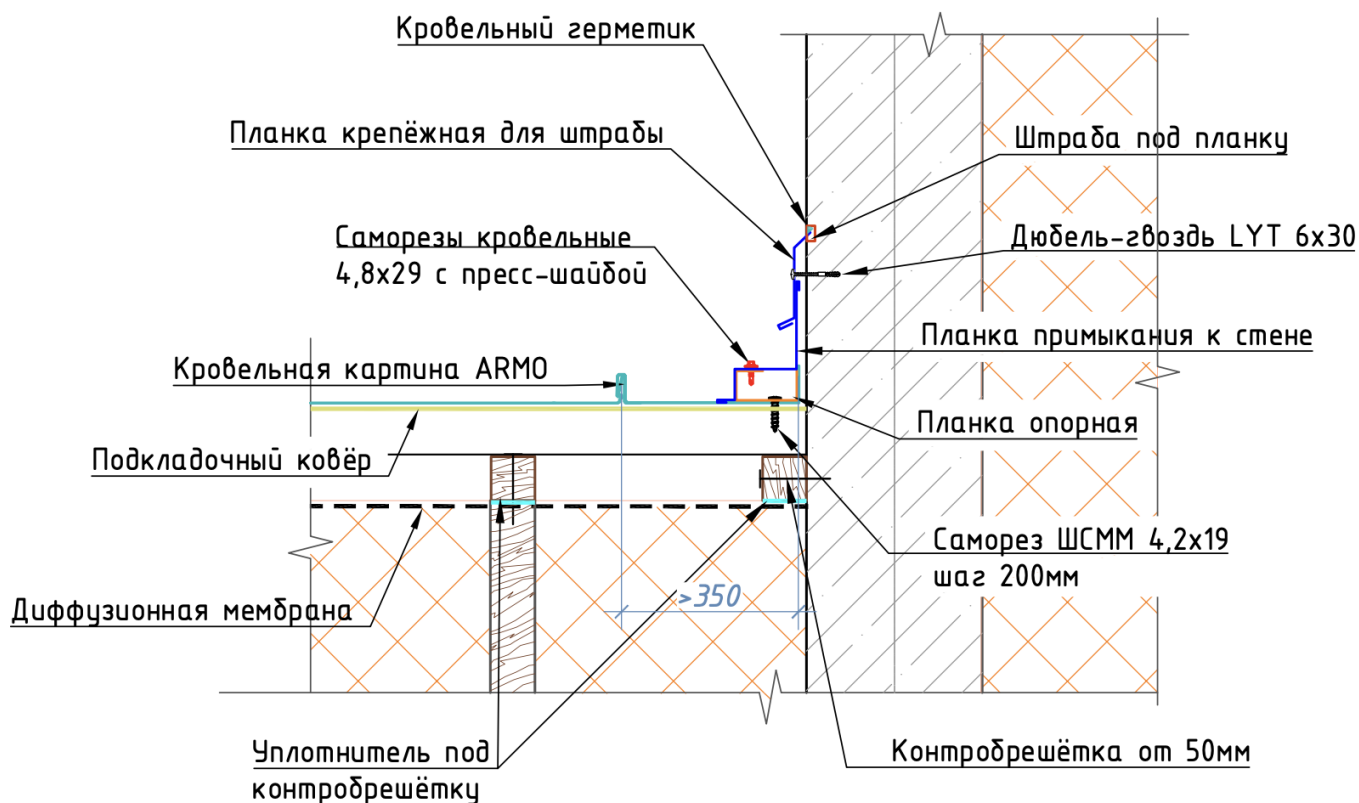 Кровельный герметик
Планка крепёжная для штрабы
Штраба под планку
Саморезы кровельные
4,8х29 с пресс-шайбой
Дюбель-гвоздь LYT 6х30
Планка примыкания к стене
Кровельная картина ARMO
Планка опорная
Подкладочный ковёр
Саморез ШСММ 4,2х19
шаг 200мм
>350
Диффузионная мембрана
Уплотнитель под
контробрешётку
Контробрешётка от 50мм